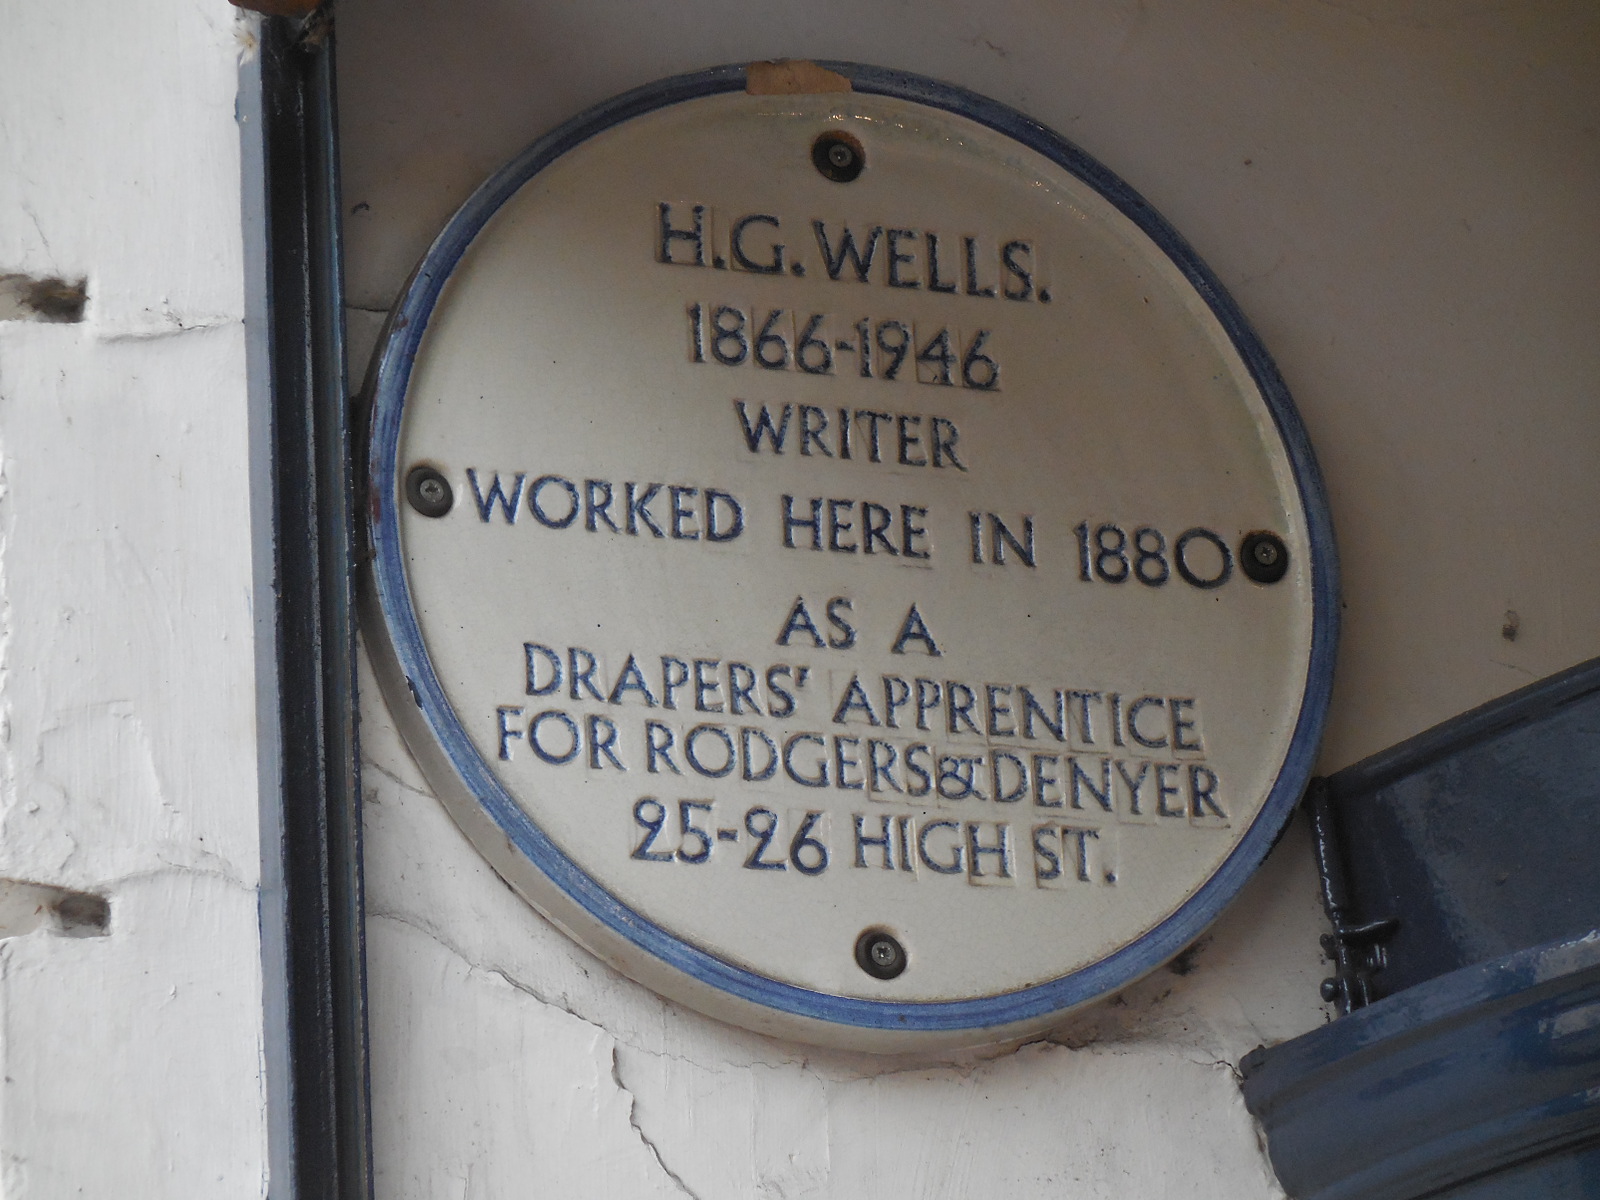 H.G. WELLS.
1866-1946
WRITER
WORKED HERE IN 1880
AS A
DRAPERS' APPRENTICE
FOR RODGERS & DENYER
25-26 HIGH ST.